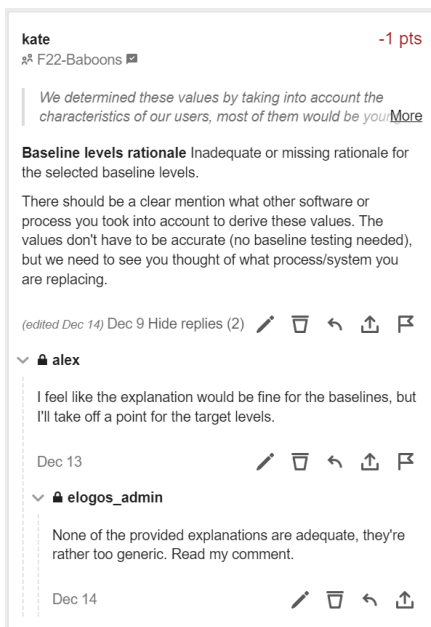 kate
-1 pts
F22-Baboons
We determined these values by taking into account the
characteristics of our users, most of them would be your More
Baseline levels rationale Inadequate or missing rationale for
the selected baseline levels.
There should be a clear mention what other software or
process you took into account to derive these values. The
values don't have to be accurate (no baseline testing needed),
but we need to see you thought of what process/system you
are replacing.
(edited Dec 14) Dec 9 Hide replies (2)
alex
I feel like the explanation would be fine for the baselines, but
I'll take off a point for the target levels.
Dec 13
elogos_admin
None of the provided explanations are adequate, they're
rather too generic. Read my comment.
Dec 14